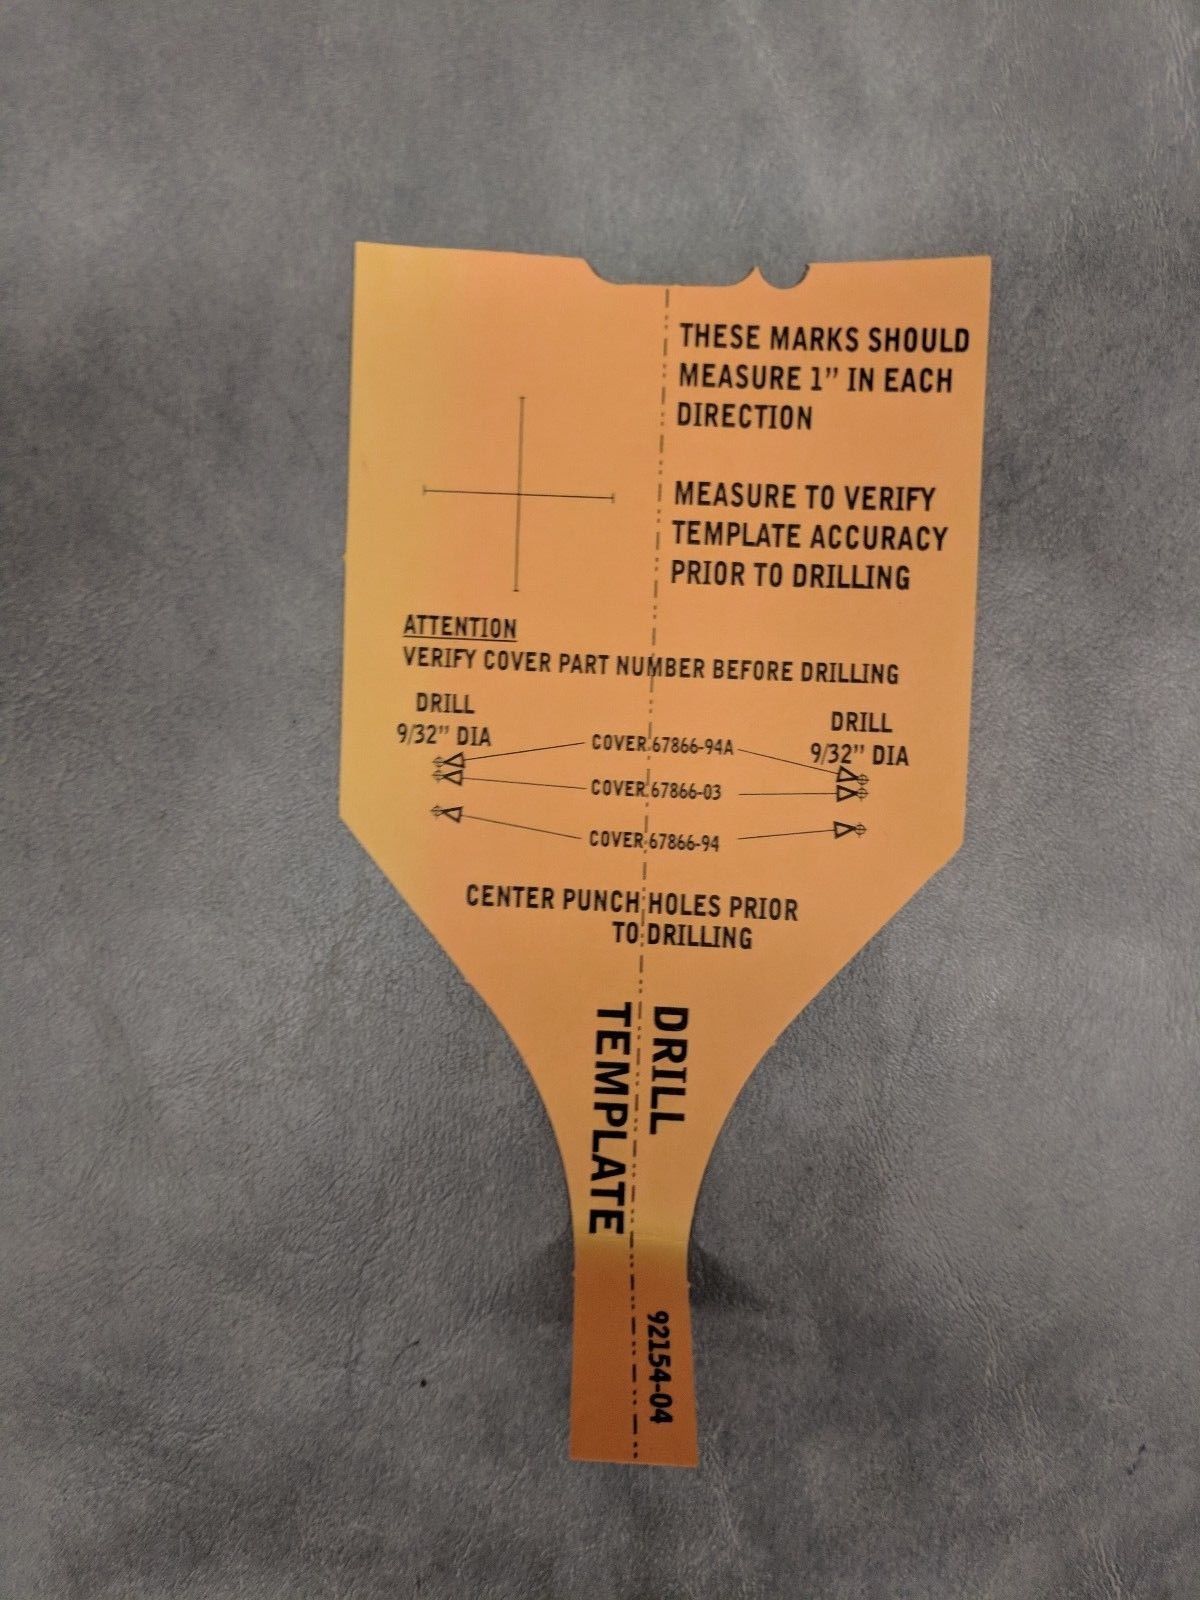 THESE MARKS SHOULD
MEASURE 1” IN EACH
DIRECTION
MEASURE TO VERIFY
TEMPLATE ACCURACY
PRIOR TO DRILLING
ATTENTION
VERIFY COVER PART NUMBER BEFORE DRILLING
DRILL
9/32” DIA
DRILL
9/32” DIA
COVER 67866-94A
COVER 67866-03
COVER 67866-94
CENTER PUNCH HOLES PRIOR
TO DRILLING
DRILL
TEMPLATE
92154-04